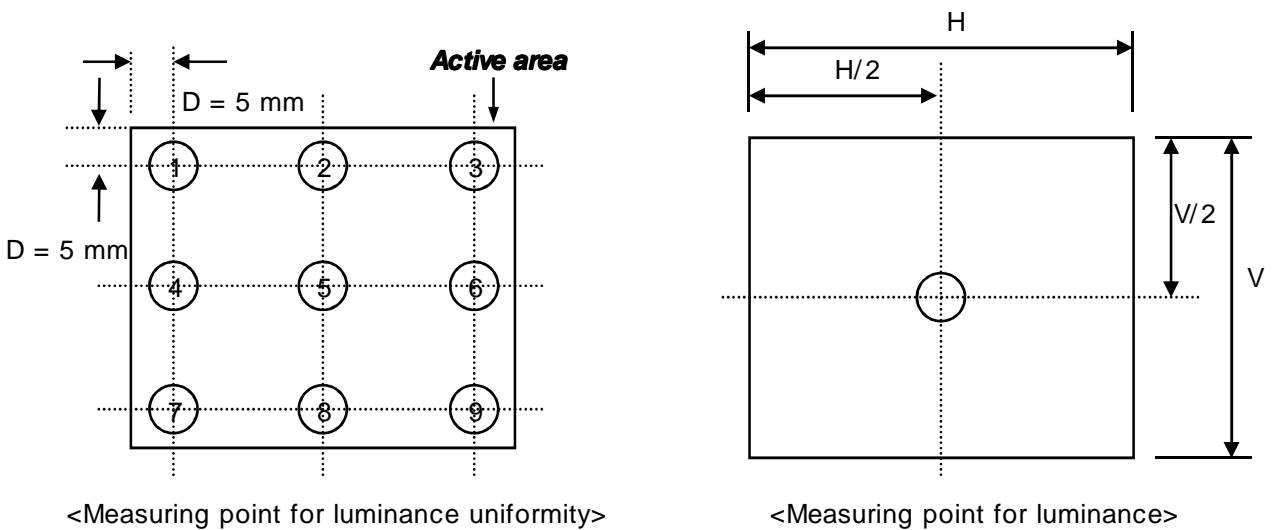 Active area
D = 5 mm
1 2 3
D = 5 mm
4 5 6
7 8 9
<Measuring point for luminance uniformity>
H
H/2
V/2
V
<Measuring point for luminance>